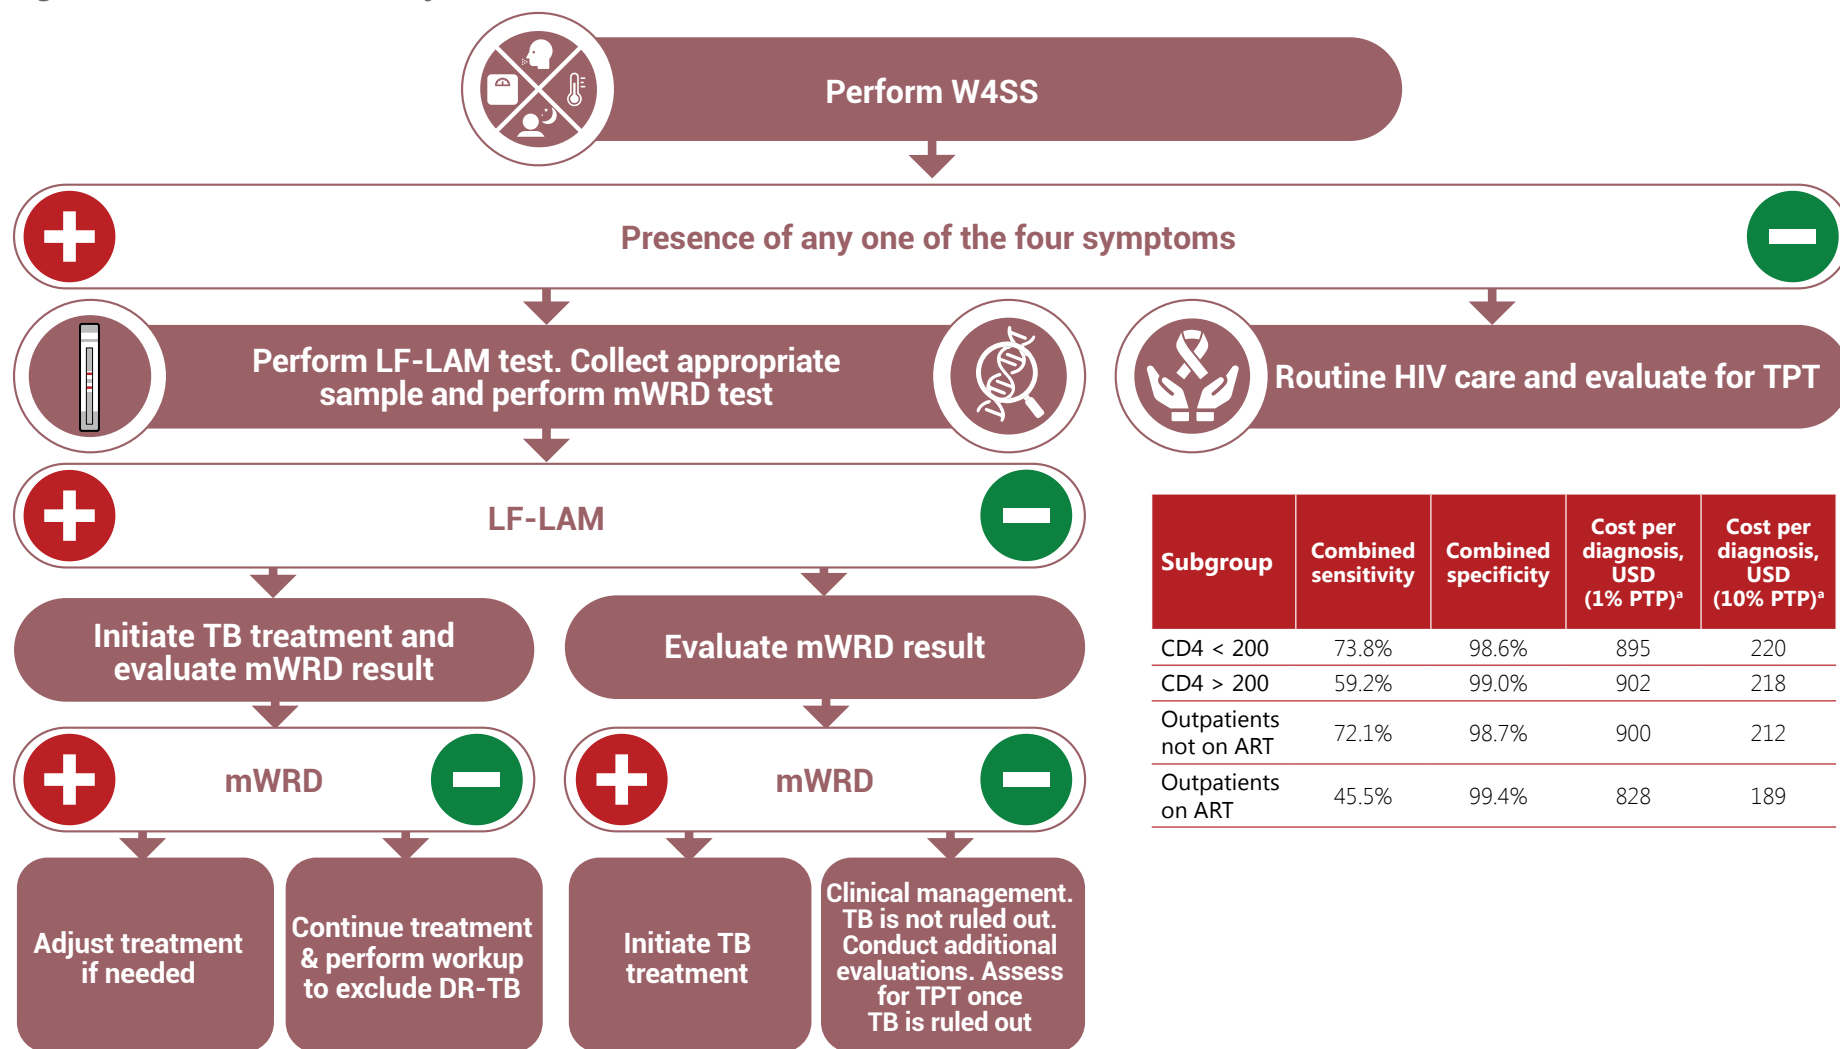 Perform W4SS
Presence of any one of the four symptoms
Perform LF-LAM test. Collect appropriate
sample and perform mWRD test
Routine HIV care and evaluate for TPT
LF-LAM
Initiate TB treatment and
evaluate mWRD result
Evaluate mWRD result
mWRD
mWRD
Adjust treatment
if needed
Continue treatment
& perform workup
to exclude DR-TB
Initiate TB
treatment
Clinical management.
TB is not ruled out.
Conduct additional
evaluations. Assess
for TPT once
TB is ruled out
Subgroup
Combined
sensitivity
Combined
specificity
Cost per
diagnosis,
USD
(1% PTP)ᵃ
Cost per
diagnosis,
USD
(10% PTP)ᵃ
CD4 < 200 73.8% 98.6% 895 220
CD4 > 200 59.2% 99.0% 902 218
Outpatients
not on ART 72.1% 98.7% 900 212
Outpatients
on ART 45.5% 99.4% 828 189